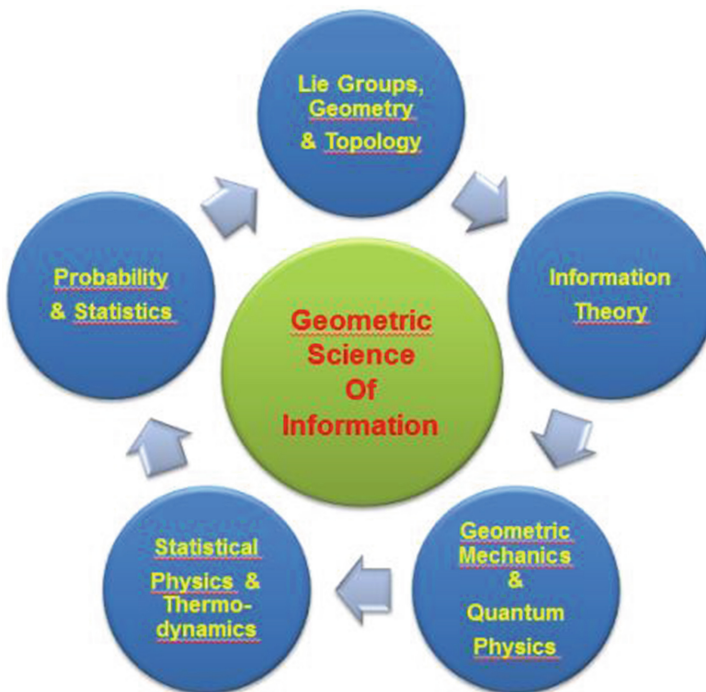 Lie Groups,
Geometry
& Topology
Information
Theory
Geometric
Mechanics
&
Quantum
Physics
Statistical
Physics &
Thermo-
dynamics
Probability
& Statistics
Geometric
Science
Of
Information